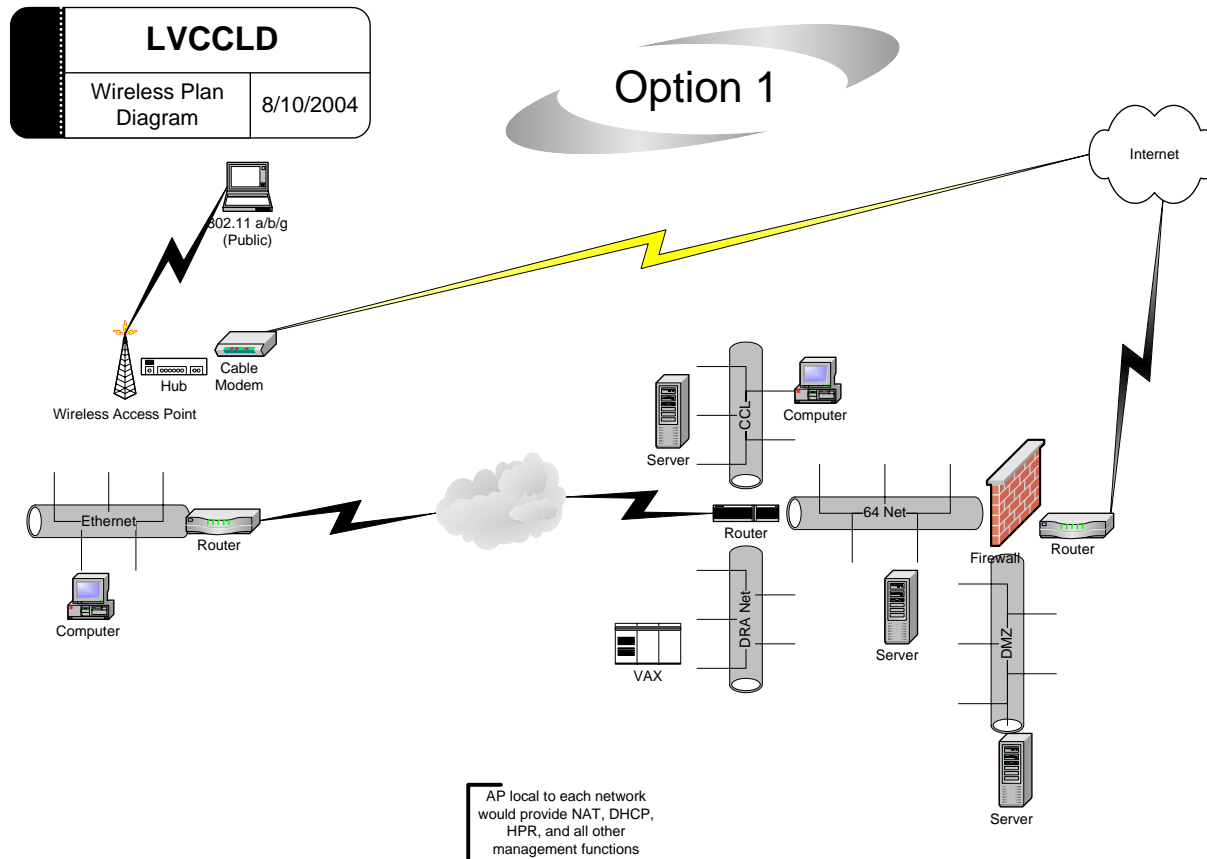 LVCCLD
Wireless Plan
Diagram
8/10/2004
Option 1
Internet
802.11 a/b/g
(Public)
Hub
Cable
Modem
Wireless Access Point
CCL
Computer
Server
Ethernet
Router
Router
64 Net
Firewall
Router
Computer
DRA Net
VAX
Server
DMZ
Server
AP local to each network
would provide NAT, DHCP,
HPR, and all other
management functions